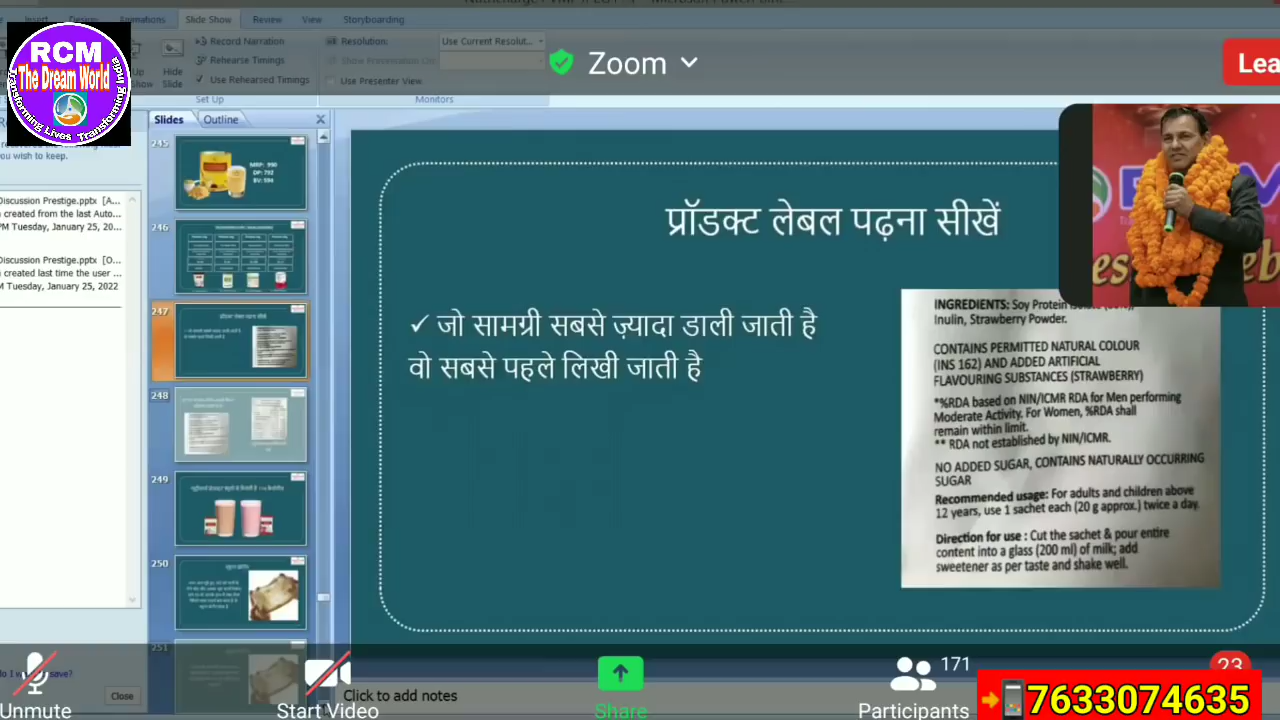 Insert
Animations
Slide Show
Review
View
Storyboarding
Record Narration
Rehearse Timings
Use Rehearsed Timings
Hide
Slide
Set Up
Resolution:
Use Current Resolut...
Show Presentation On:
Use Presenter View
Monitors
Zoom
Lea
RCM
The Dream World
Transforming Lives
Slides
Outline
you wish to keep.
Discussion Prestige.pptx [A...
created from the last Auto...
PM Tuesday, January 25, 20...
Discussion Prestige.pptx [O...
created last time the user ...
PM Tuesday, January 25, 2022
245
MRP: 990
DP: 792
246
247
248
249
250
251
प्रॉडक्ट लेबल पढ़ना सीखें
✓ जो सामग्री सबसे ज़्यादा डाली जाती है
वो सबसे पहले लिखी जाती है
INGREDIENTS: Soy Protein
Inulin, Strawberry Powder.
CONTAINS PERMITTED NATURAL COLOUR
(INS 162) AND ADDED ARTIFICIAL
FLAVOURING SUBSTANCES (STRAWBERRY)
*%RDA based on NIN/ICMR RDA for Men performing
Moderate Activity. For Women, %RDA shall
remain within limit.
** RDA not established by NIN/ICMR.
NO ADDED SUGAR, CONTAINS NATURALLY OCCURRING
SUGAR
Recommended usage: For adults and children above
12 years, use 1 sachet each (20 g approx.) twice a day.
Direction for use : Cut the sachet & pour entire
content into a glass (200 ml) of milk; add
sweetener as per taste and shake well.
save?
Close
Click to add notes
Unmute
Start Video
Share
Participants
171
23
7633074635